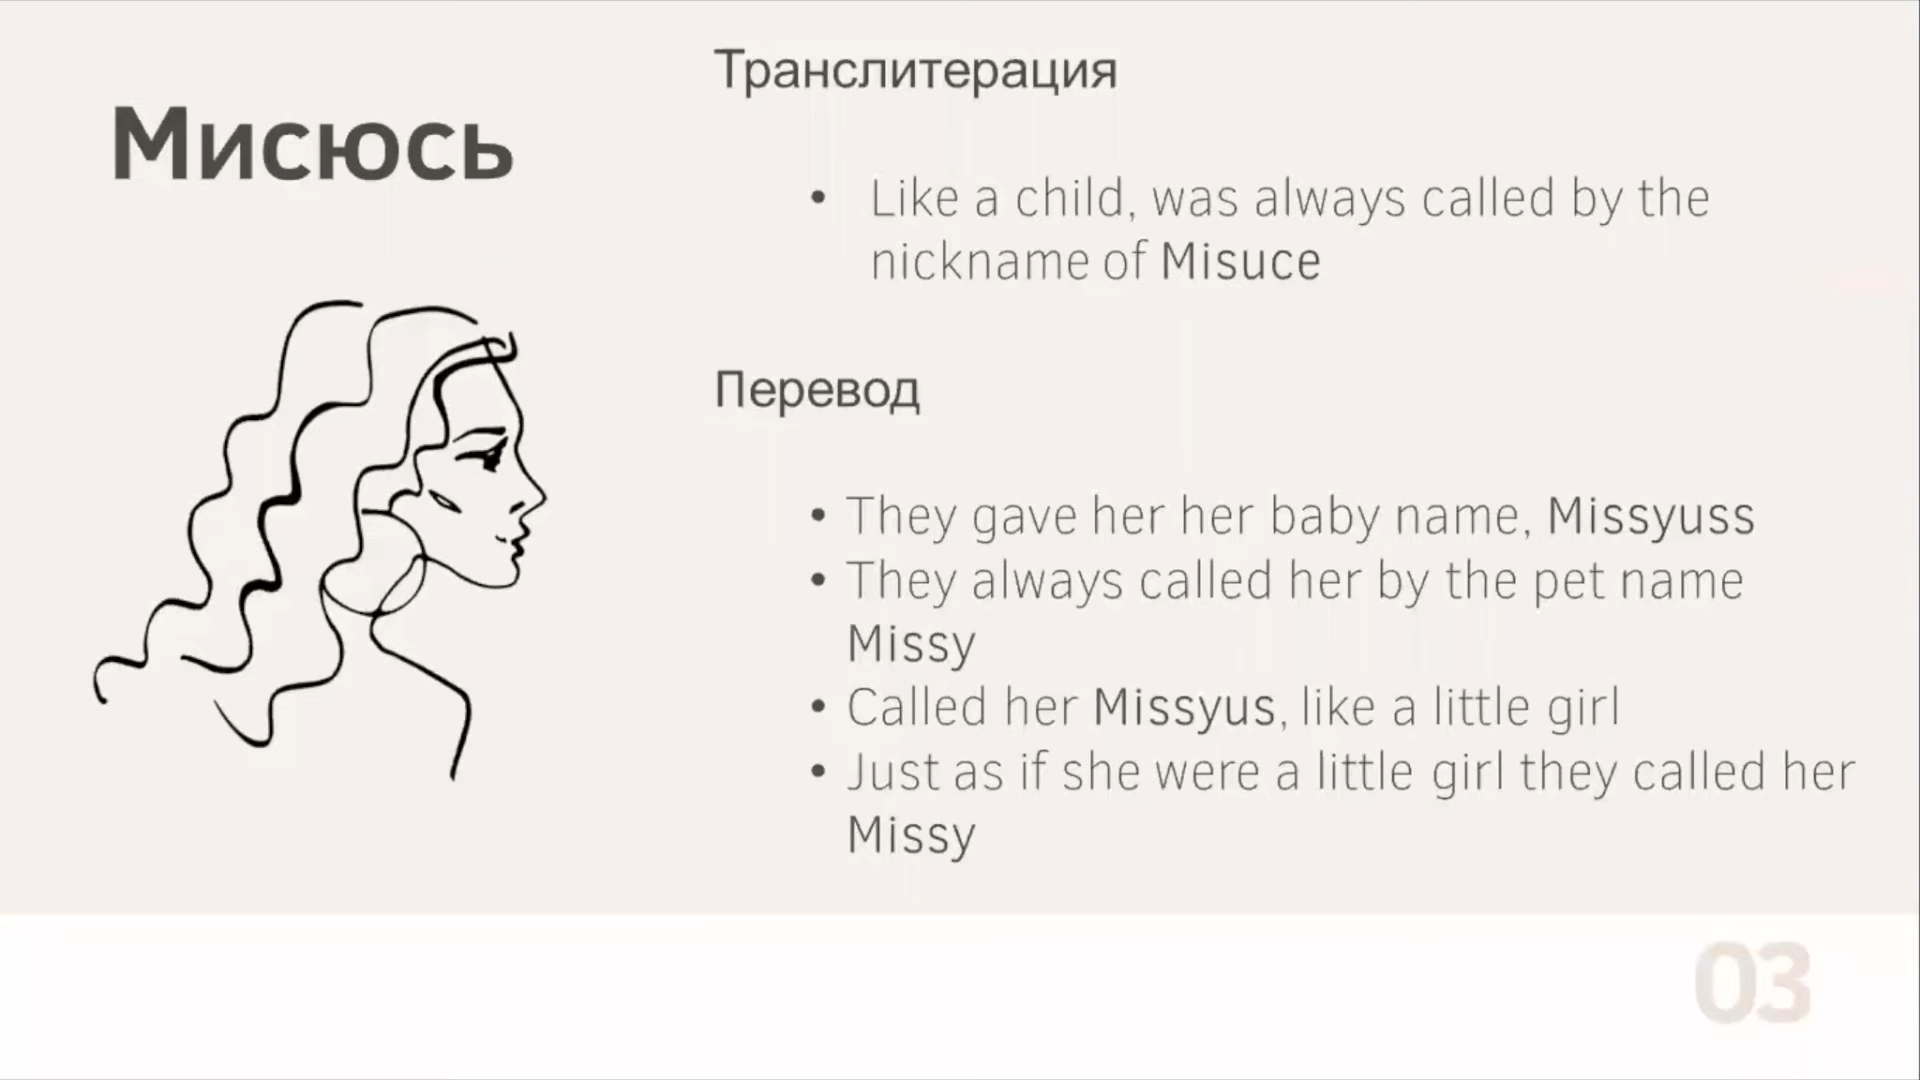 Мисюсь
Транслитерация
• Like a child, was always called by the
nickname of Misuce
Перевод
• They gave her her baby name, Missyuss
• They always called her by the pet name
Missy
• Called her Missyus, like a little girl
• Just as if she were a little girl they called her
Missy
03